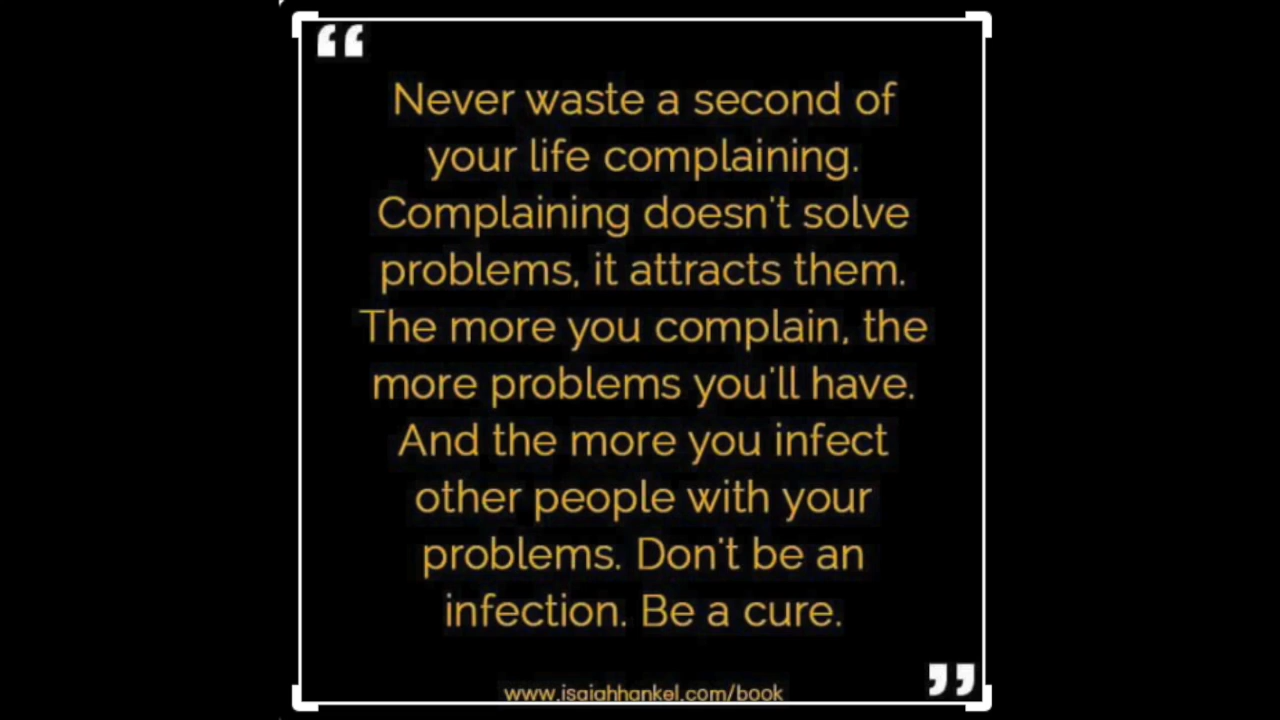 “
Never waste a second of
your life complaining.
Complaining doesn't solve
problems, it attracts them.
The more you complain, the
more problems you'll have.
And the more you infect
other people with your
problems. Don't be an
infection. Be a cure.
”
www.isaiahhankel.com/book